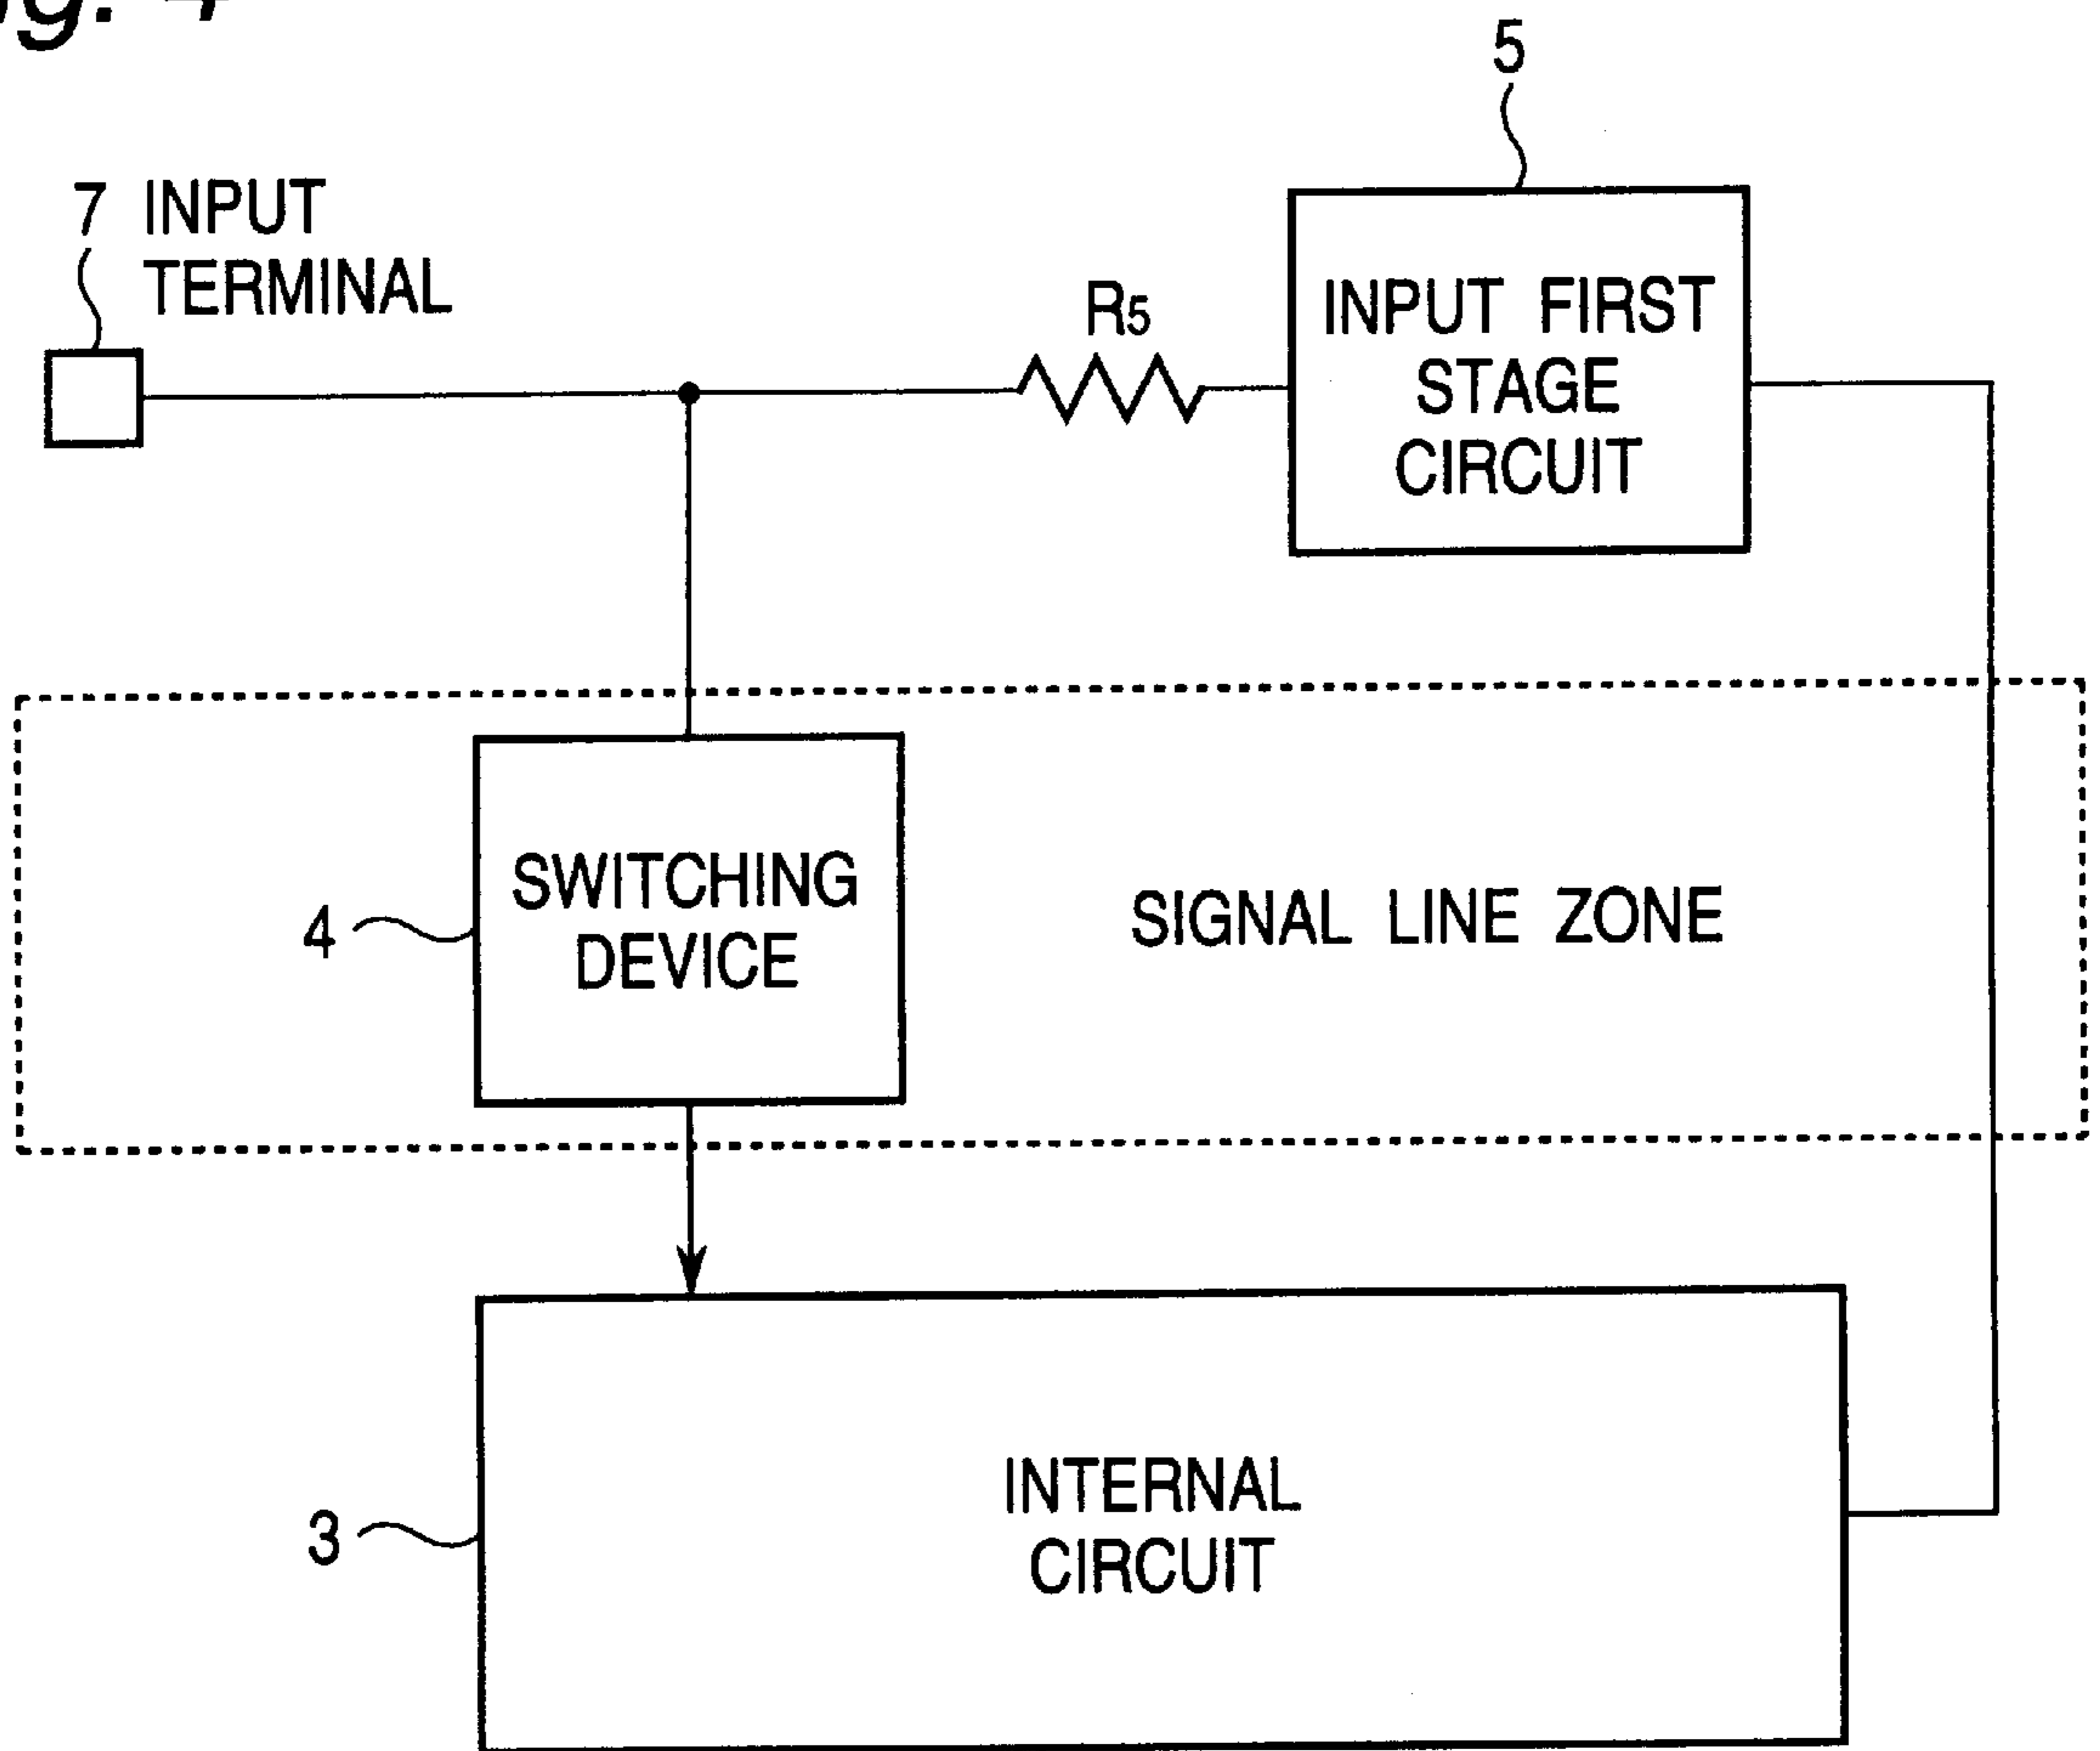 5
7 INPUT
TERMINAL
R5
INPUT FIRST
STAGE
CIRCUIT
SWITCHING
DEVICE
4
SIGNAL LINE ZONE
INTERNAL
CIRCUIT
3